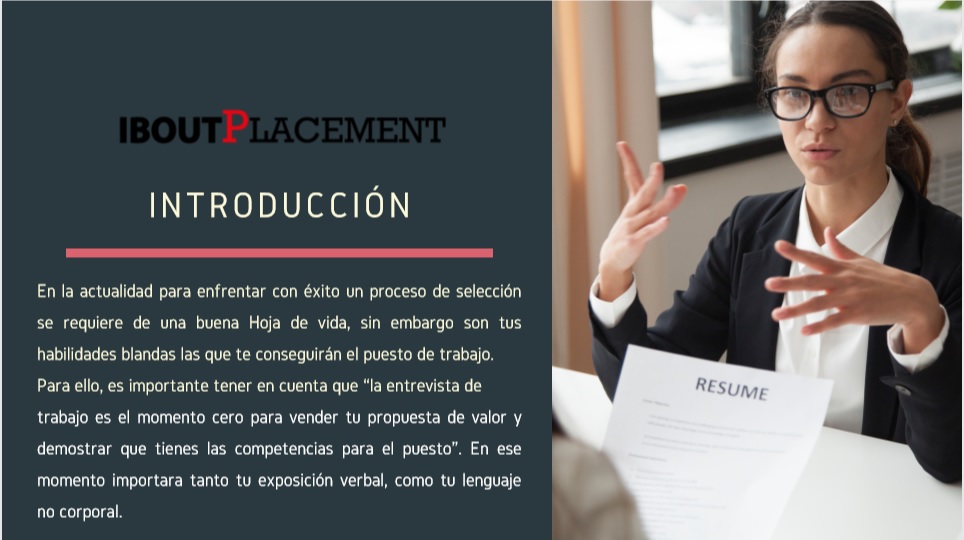 IBOUTPLACEMENT
INTRODUCCIÓN
En la actualidad para enfrentar con éxito un proceso de selección
se requiere de una buena Hoja de vida, sin embargo son tus
habilidades blandas las que te conseguirán el puesto de trabajo.
Para ello, es importante tener en cuenta que “la entrevista de
trabajo es el momento cero para vender tu propuesta de valor y
demostrar que tienes las competencias para el puesto”. En ese
momento importara tanto tu exposición verbal, como tu lenguaje
no corporal.
RESUME